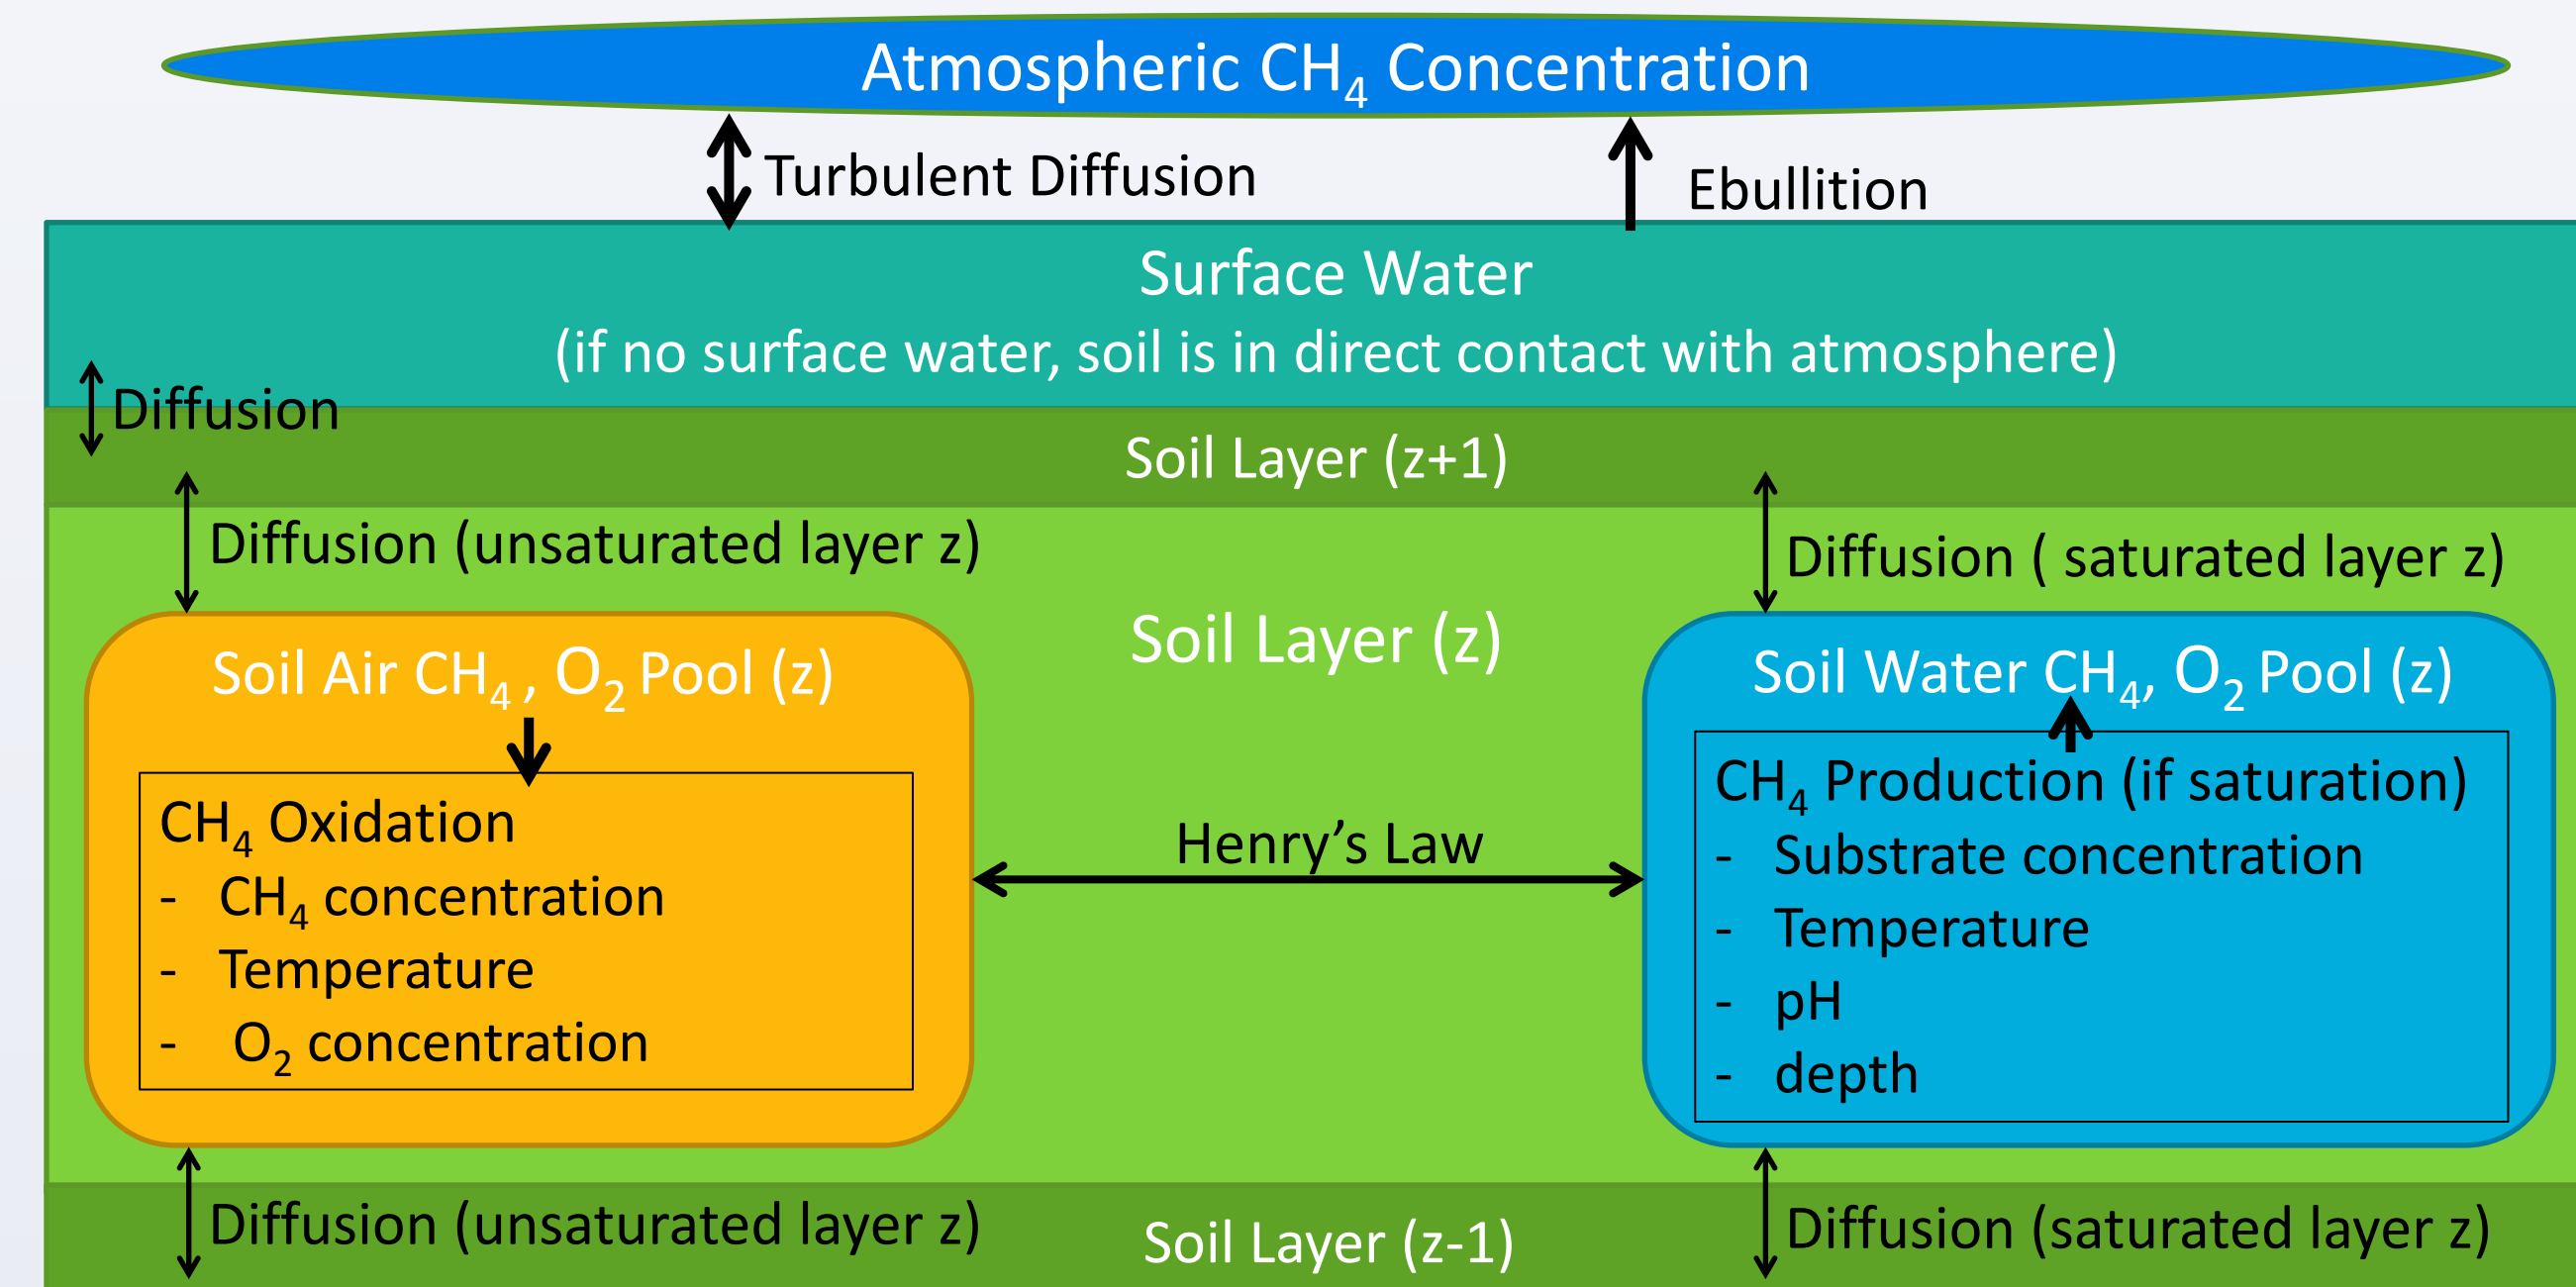 Atmospheric CH₄ Concentration
Turbulent Diffusion
Ebullition
Surface Water
(if no surface water, soil is in direct contact with atmosphere)
Diffusion
Soil Layer (z+1)
Diffusion (unsaturated layer z)
Diffusion ( saturated layer z)
Soil Layer (z)
Soil Air CH₄ , O₂ Pool (z)
CH₄ Oxidation
- CH₄ concentration
- Temperature
- O₂ concentration
Henry’s Law
Soil Water CH₄, O₂ Pool (z)
CH₄ Production (if saturation)
- Substrate concentration
- Temperature
- pH
- depth
Diffusion (unsaturated layer z)
Soil Layer (z-1)
Diffusion (saturated layer z)